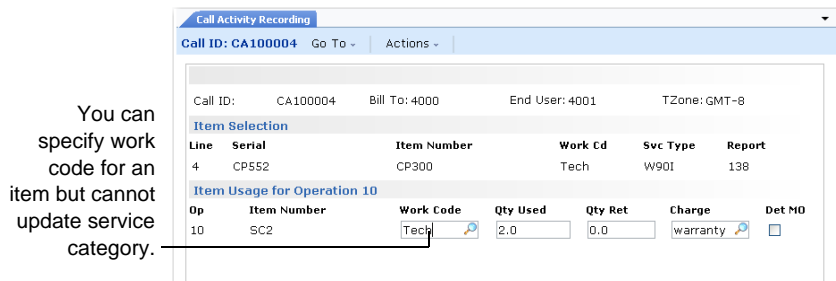 Call Activity Recording
Call ID: CA100004 Go To Actions
Call ID: CA100004 Bill To: 4000 End User: 4001 TZone: GMT-8
Item Selection
Line Serial Item Number Work Cd Svc Type Report
4 CP552 CP300 Tech W90I 138
Item Usage for Operation 10
Op Item Number Work Code Qty Used Qty Ret Charge Det MO
10 SC2 Tech 2.0 0.0 warranty
You can
specify work
code for an
item but cannot
update service
category.